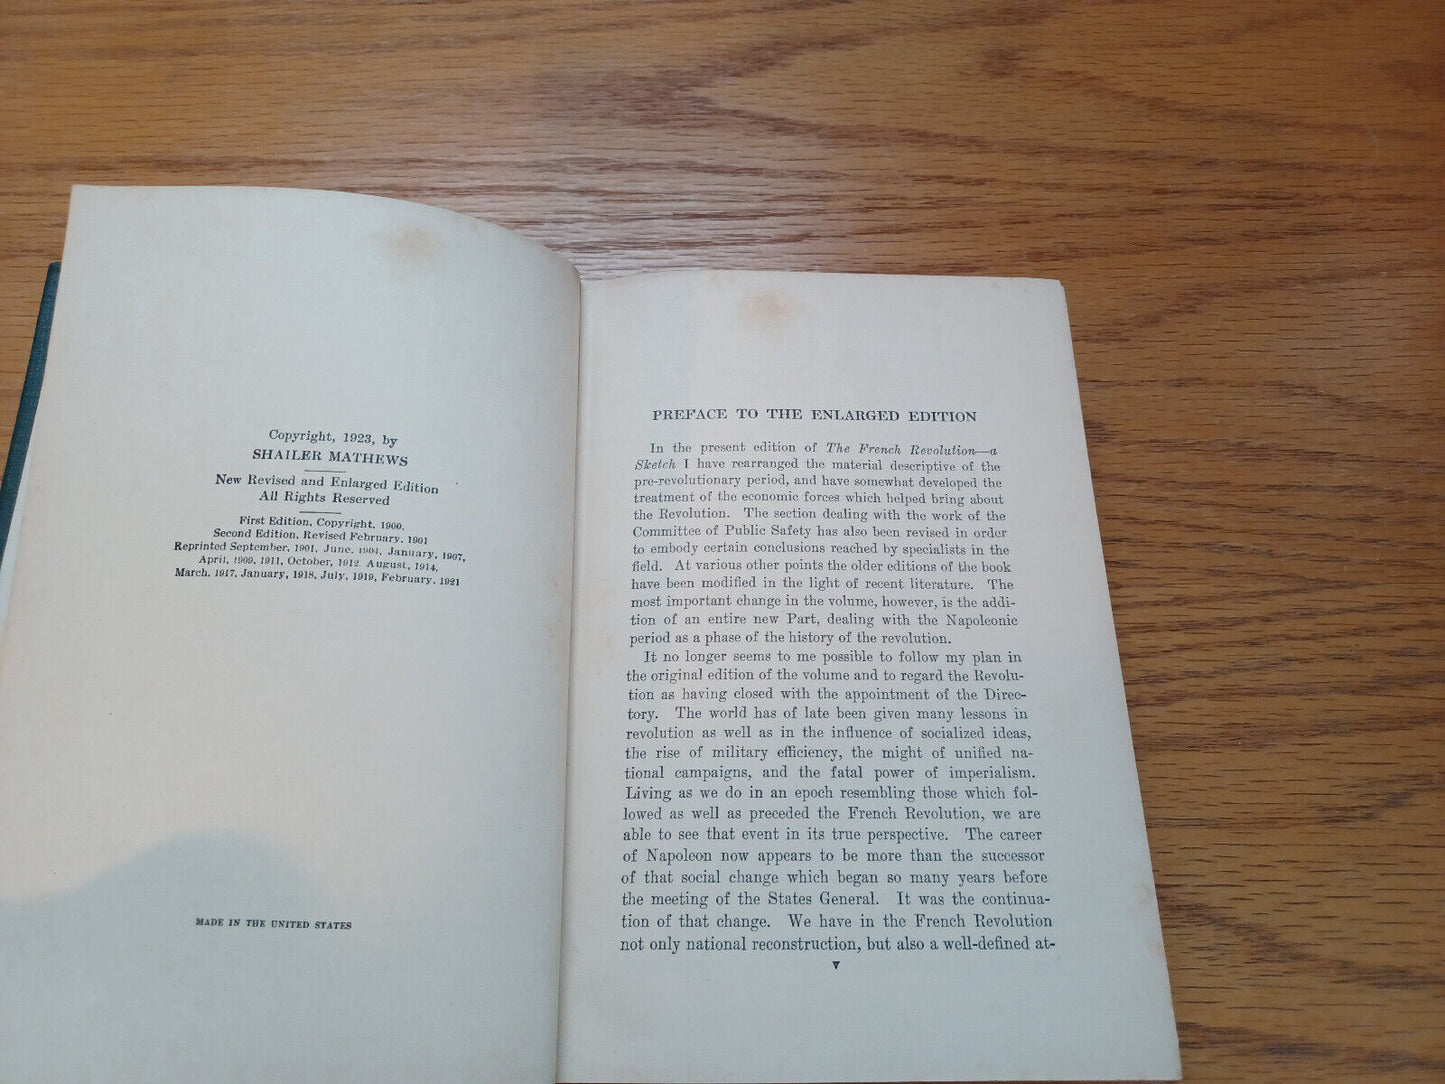 Copyright, 1923, by
SHAILER MATHEWS
New Revised and Enlarged Edition
All Rights Reserved
First Edition, Copyright, 1900,
Second Edition, Revised February, 1901
Reprinted September, 1901, June, 1904, January, 1907,
April, 1909, 1911, October, 1912, August, 1914,
March, 1917, January, 1918, July, 1919, February, 1921
MADE IN THE UNITED STATES
PREFACE TO THE ENLARGED EDITION
In the present edition of The French Revolution—a
Sketch I have rearranged the material descriptive of the
pre-revolutionary period, and have somewhat developed the
treatment of the economic forces which helped bring about
the Revolution. The section dealing with the work of the
Committee of Public Safety has also been revised in order
to embody certain conclusions reached by specialists in the
field. At various other points the older editions of the book
have been modified in the light of recent literature. The
most important change in the volume, however, is the addi-
tion of an entire new Part, dealing with the Napoleonic
period as a phase of the history of the revolution.
It no longer seems to me possible to follow my plan in
the original edition of the volume and to regard the Revolu-
tion as having closed with the appointment of the Direc-
tory. The world has of late been given many lessons in
revolution as well as in the influence of socialized ideas,
the rise of military efficiency, the might of unified na-
tional campaigns, and the fatal power of imperialism.
Living as we do in an epoch resembling those which fol-
lowed as well as preceded the French Revolution, we are
able to see that event in its true perspective. The career
of Napoleon now appears to be more than the successor
of that social change which began so many years before
the meeting of the States General. It was the continua-
tion of that change. We have in the French Revolution
not only national reconstruction, but also a well-defined at-
v